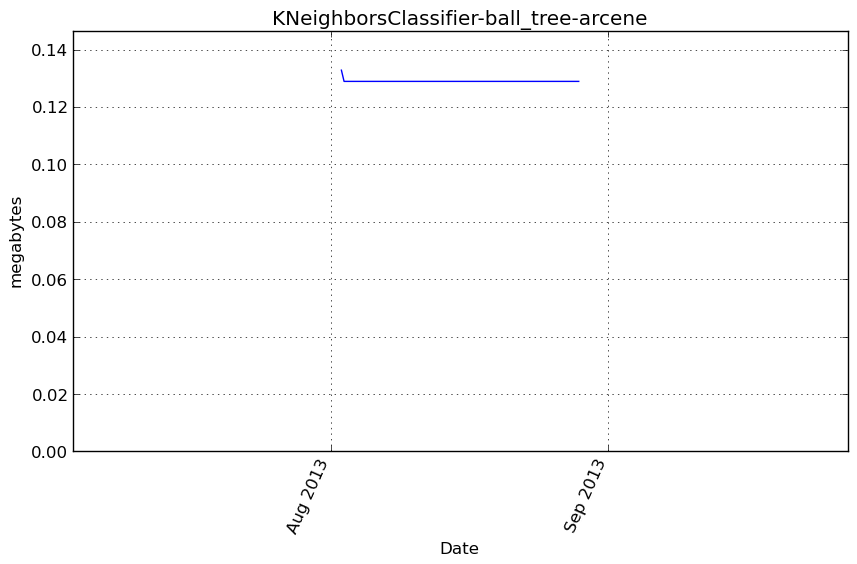 KNeighborsClassifier-ball_tree-arcene
0.14
0.12
0.10
0.08
0.06
0.04
0.02
0.00
megabytes
Aug 2013
Sep 2013
Date